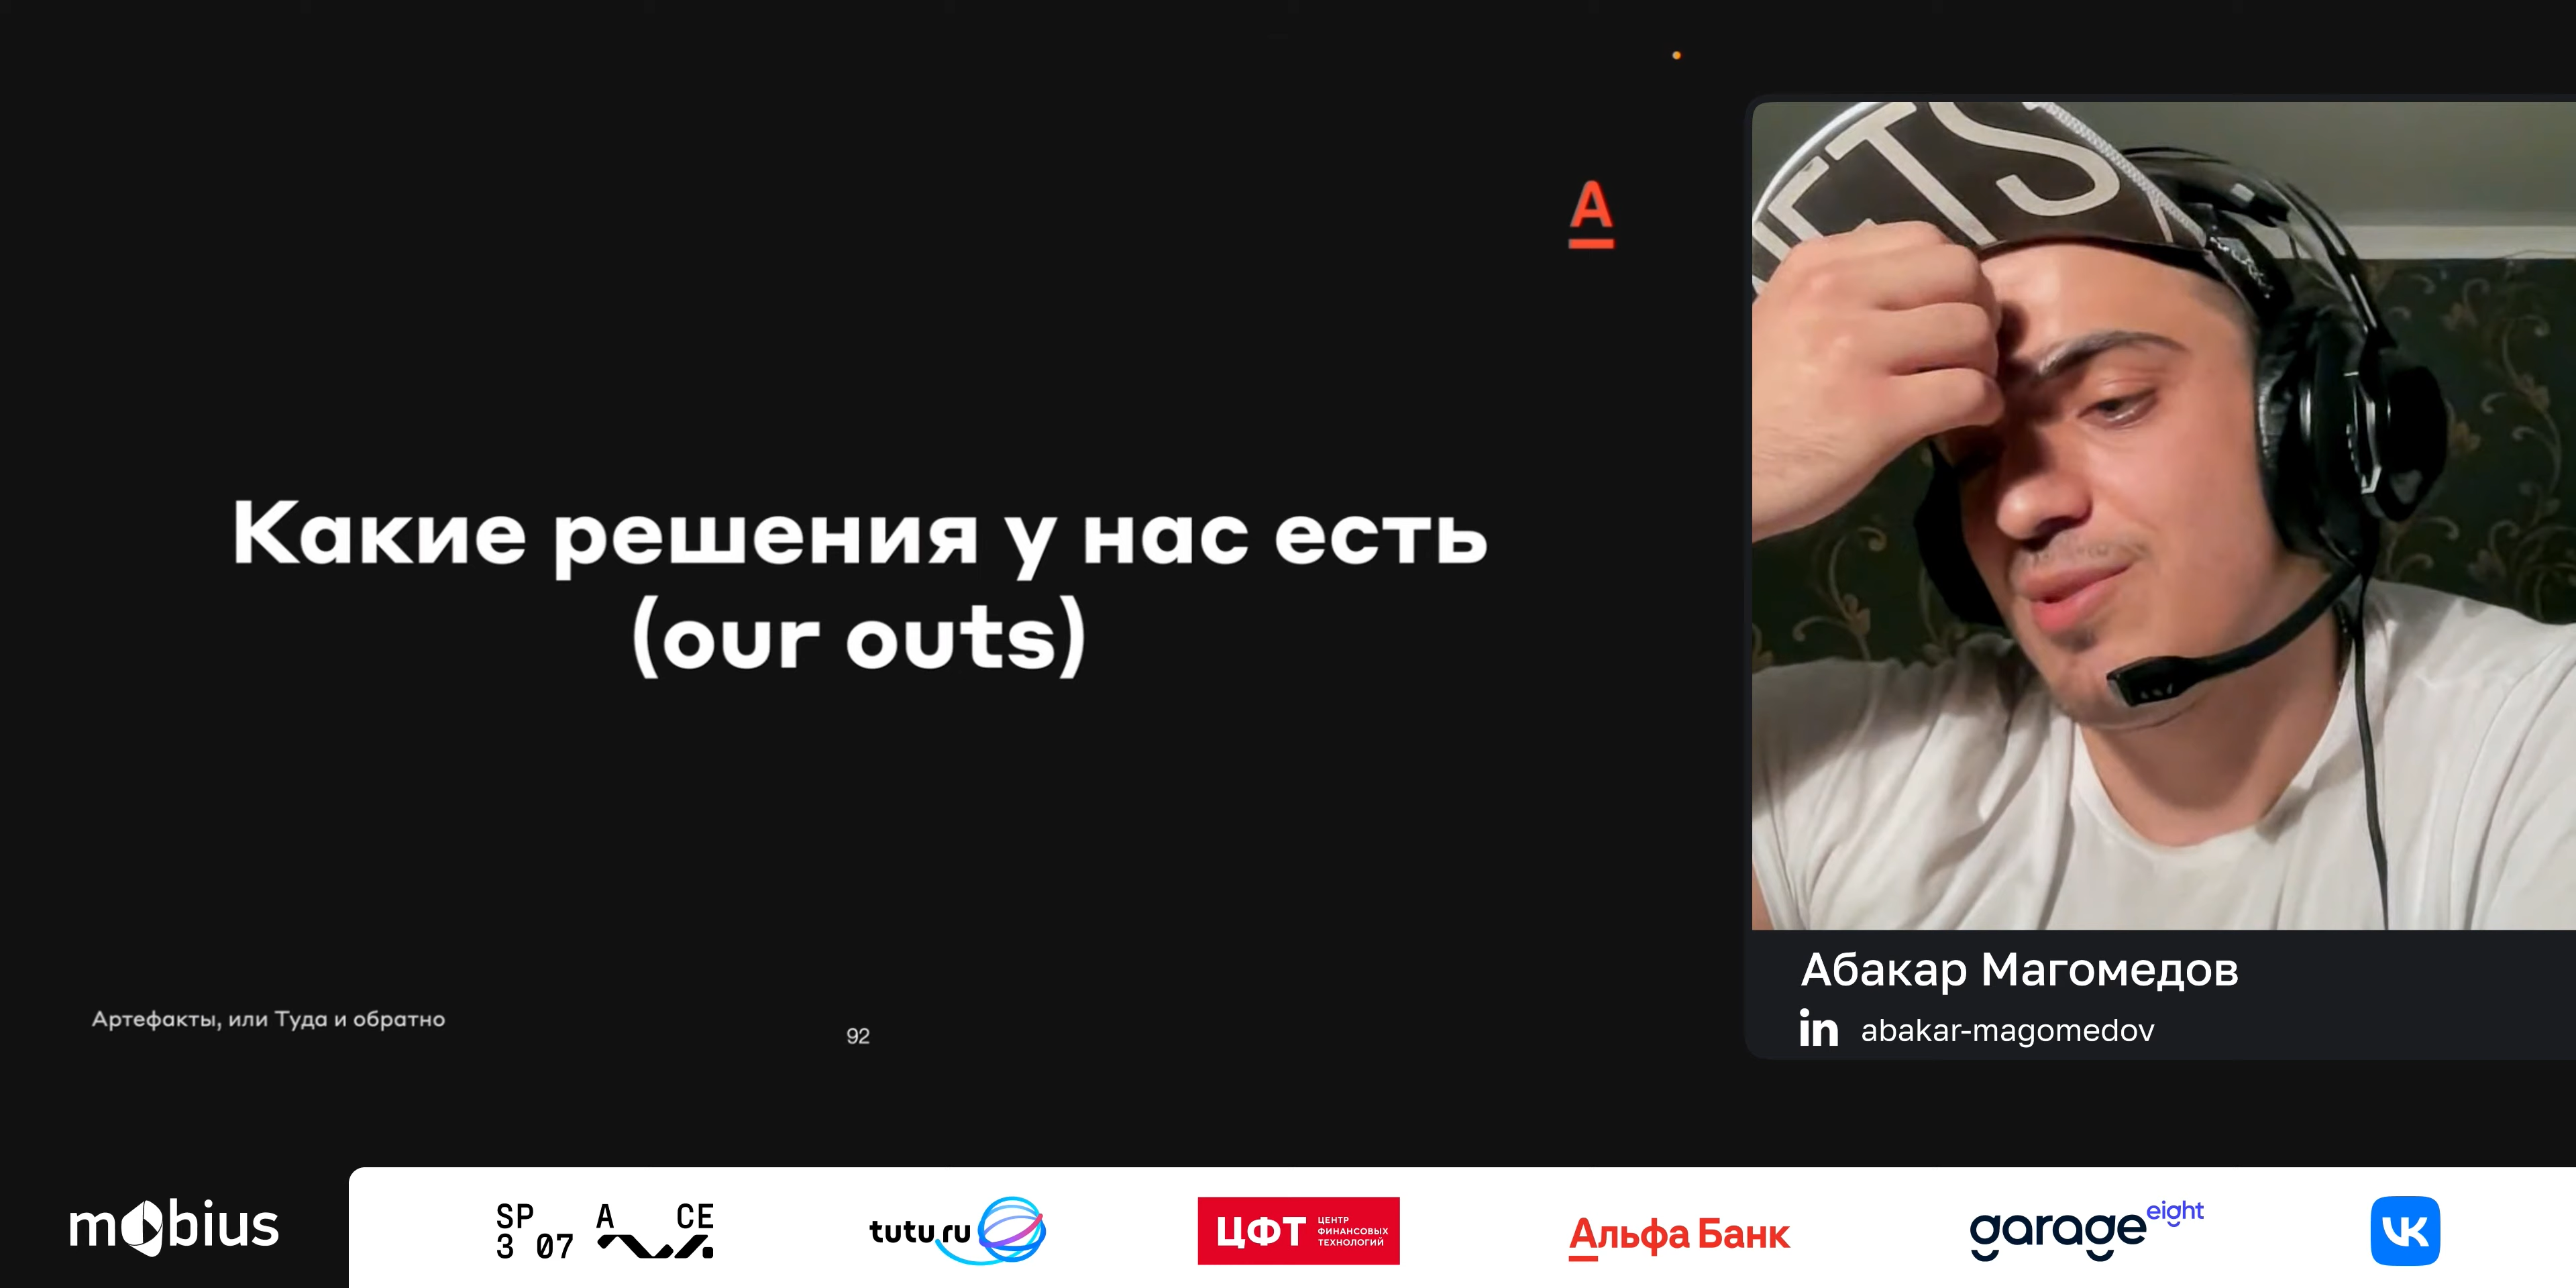 A
Какие решения у нас есть
(our outs)
Артефакты, или Туда и обратно
92
NETS
Абакар Магомедов
in abakar-magomedov
mobius
SP A CE
3 07
tutu.ru
ЦФТ
ЦЕНТР
ФИНАНСОВЫХ
ТЕХНОЛОГИЙ
Альфа Банк
garage eight
VK